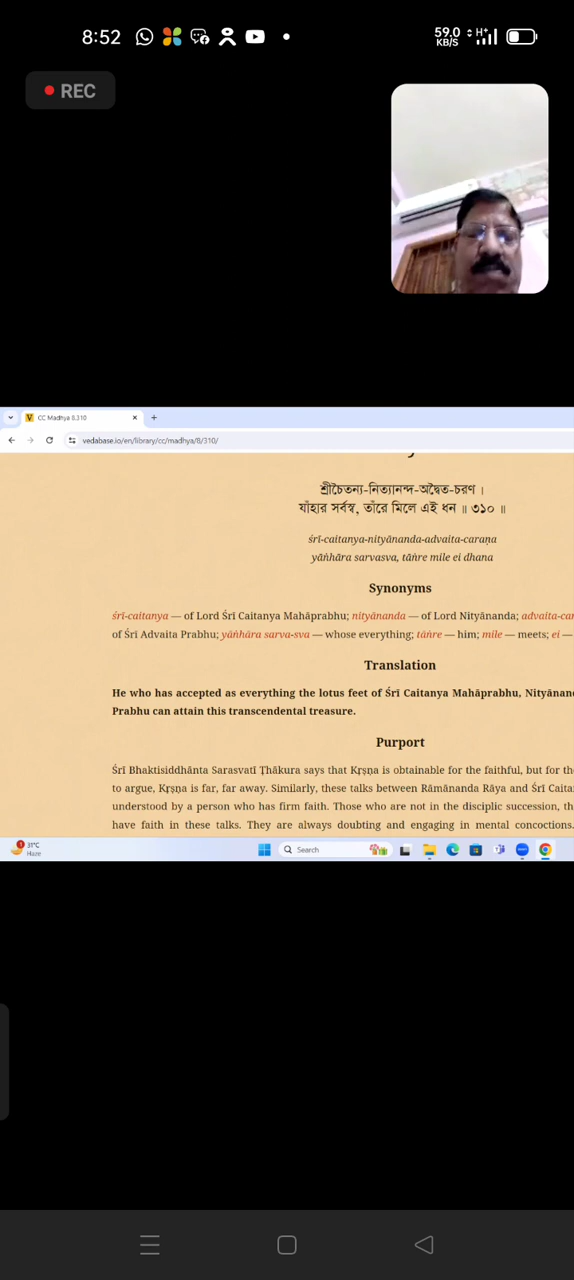 8:52
59.0 KB/S H+
REC
CC Madhya 8.310
vedabase.io/en/library/cc/madhya/8/310/
শ্রীচৈতন্য-নিত্যানন্দ-অদ্বৈত-চরণ ।
যাঁহার সর্বস্ব, তাঁরে মিলে এই ধন ॥ ৩১০ ॥
śrī-caitanya-nityānanda-advaita-caraṇa
yāṅhāra sarvasva, tāṅre mile ei dhana
Synonyms
śrī-caitanya — of Lord Śrī Caitanya Mahāprabhu; nityānanda — of Lord Nityānanda; advaita-car
of Śrī Advaita Prabhu; yāṅhāra sarva-sva — whose everything; tāṅre — him; mile — meets; ei —
Translation
He who has accepted as everything the lotus feet of Śrī Caitanya Mahāprabhu, Nityānan
Prabhu can attain this transcendental treasure.
Purport
Śrī Bhaktisiddhānta Sarasvatī Ṭhākura says that Kṛṣṇa is obtainable for the faithful, but for th
to argue, Kṛṣṇa is far, far away. Similarly, these talks between Rāmānanda Rāya and Śrī Caita
understood by a person who has firm faith. Those who are not in the disciplic succession, th
have faith in these talks. They are always doubting and engaging in mental concoctions.
1
31°C
Haze
Search